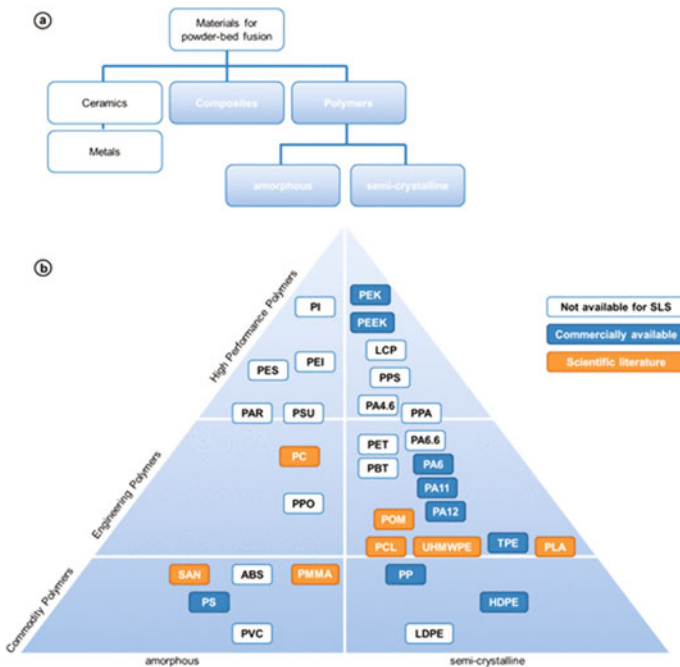 a
Materials for
powder-bed fusion
Ceramics
Composites
Polymers
Metals
amorphous
semi-crystalline
b
High Performance Polymers
Engineering Polymers
Commodity Polymers
Not available for SLS
Commercially available
Scientific literature
PI
PEK
PEEK
PES
PEI
LCP
PPS
PAR
PSU
PA4.6
PPA
PC
PET
PA6.6
PBT
PA6
PA11
PPO
POM
PA12
PCL
UHMWPE
TPE
PLA
SAN
ABS
PMMA
PP
PS
HDPE
PVC
LDPE
amorphous
semi-crystalline